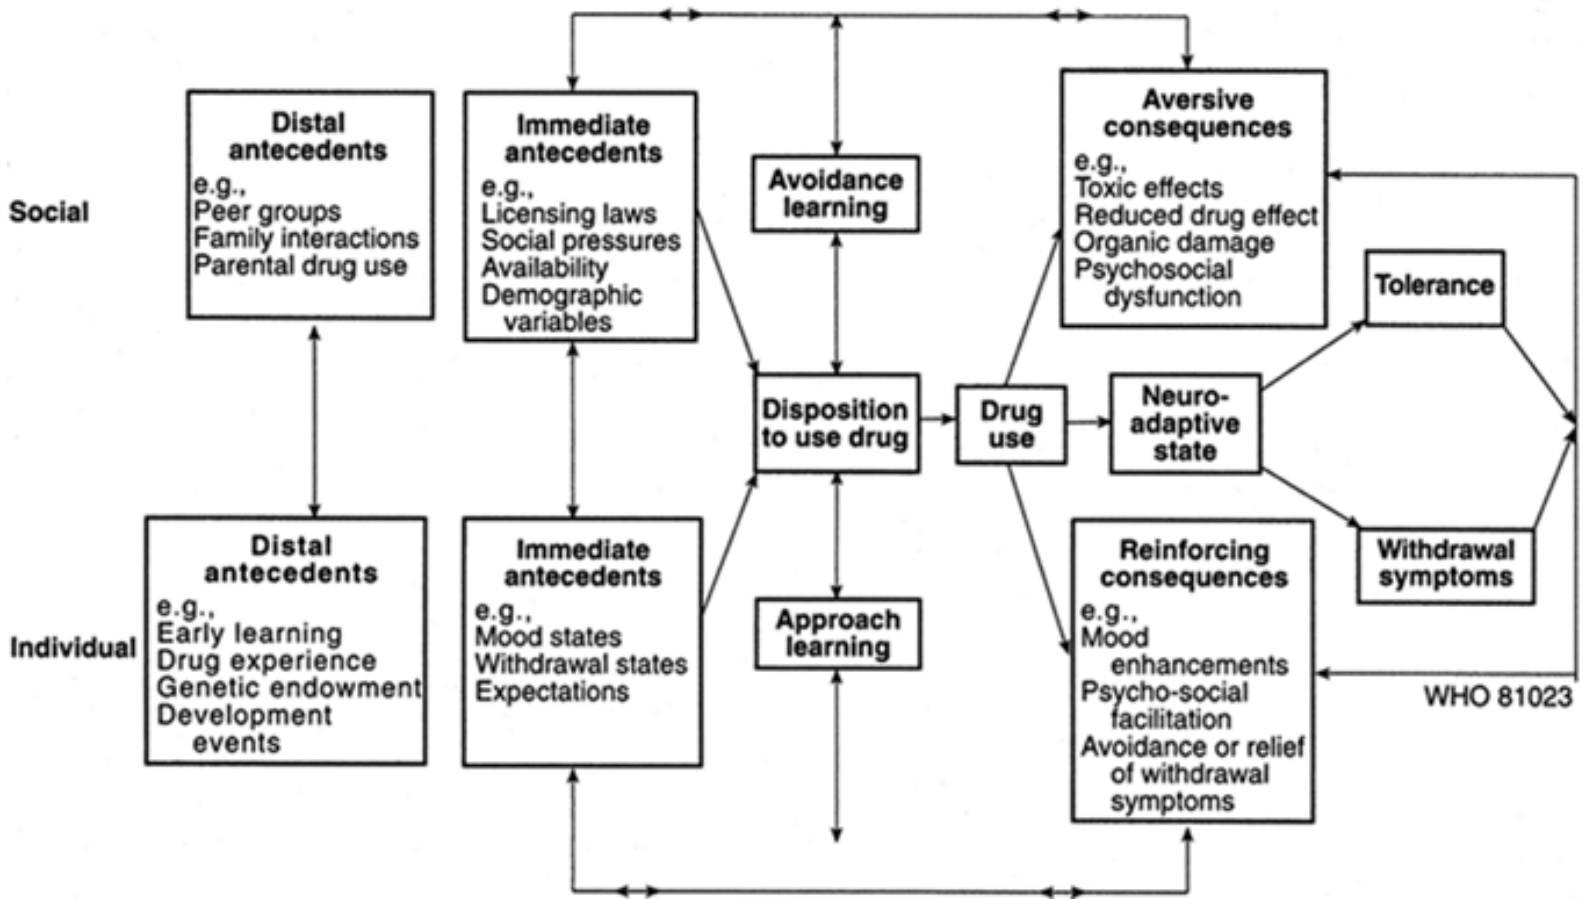 Social
Distal
antecedents
e.g.,
Peer groups
Family interactions
Parental drug use
Immediate
antecedents
e.g.,
Licensing laws
Social pressures
Availability
Demographic
variables
Avoidance
learning
Aversive
consequences
e.g.,
Toxic effects
Reduced drug effect
Organic damage
Psychosocial
dysfunction
Tolerance
Disposition
to use drug
Drug
use
Neuro-
adaptive
state
Individual
Distal
antecedents
e.g.,
Early learning
Drug experience
Genetic endowment
Development
events
Immediate
antecedents
e.g.,
Mood states
Withdrawal states
Expectations
Approach
learning
Reinforcing
consequences
e.g.,
Mood
enhancements
Psycho-social
facilitation
Avoidance or relief
of withdrawal
symptoms
Withdrawal
symptoms
WHO 81023